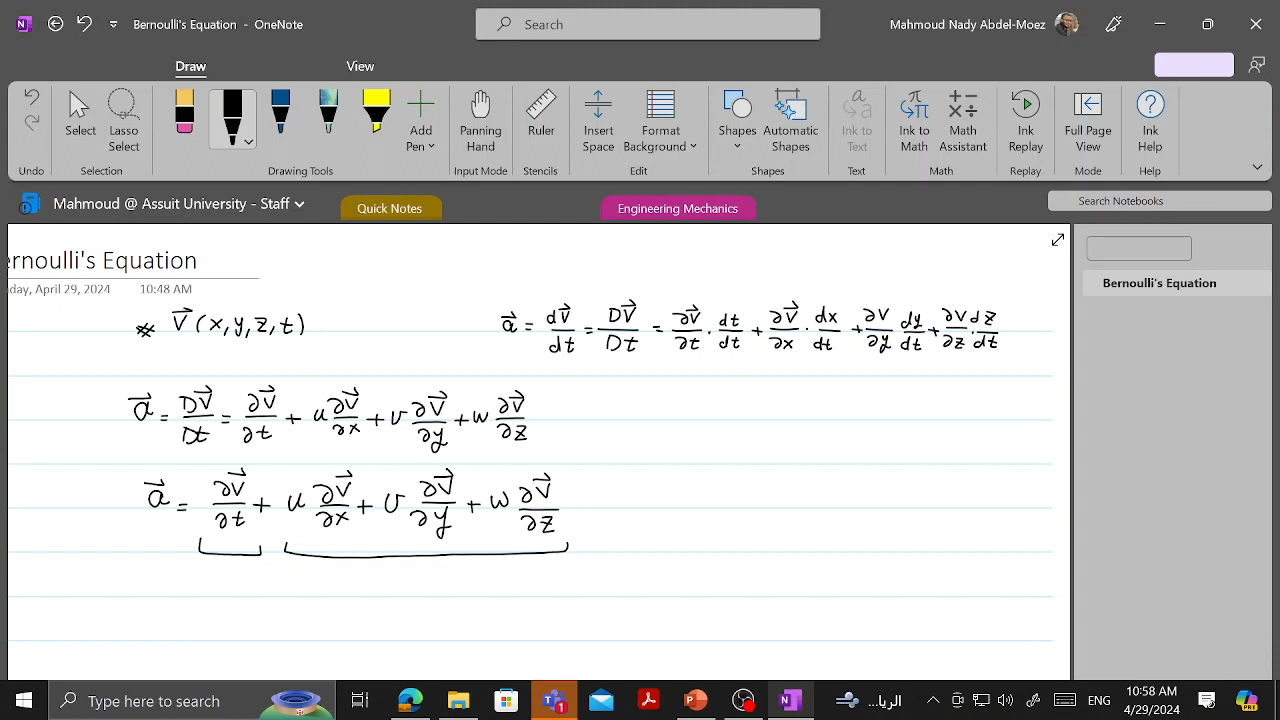 Bernoulli's Equation - OneNote
Search
Mahmoud Nady Abdel-Moez
Draw View
Select Lasso Select Add Pen Panning Hand Ruler Insert Space Format Background Shapes Automatic Shapes Ink to Text Ink to Math Math Assistant Ink Replay Full Page View Ink Help
Undo Selection Drawing Tools Input Mode Stencils Edit Shapes Text Math Replay Mode Help
Mahmoud @ Assuit University - Staff Quick Notes Engineering Mechanics Search Notebooks
ernoulli's Equation
day, April 29, 2024 10:48 AM
Bernoulli's Equation
* V⃗ (x, y, z, t)
a⃗ = dV⃗/dt = DV⃗/Dt = ∂V⃗/∂t · dt/dt + ∂V⃗/∂x · dx/dt + ∂V/∂y dy/dt + ∂V/∂z · dz/dt
a⃗ = DV⃗/Dt = ∂V⃗/∂t + u ∂V⃗/∂x + v ∂V⃗/∂y + w ∂V⃗/∂z
a⃗ = ∂V⃗/∂t + u ∂V⃗/∂x + v ∂V⃗/∂y + w ∂V⃗/∂z
Type here to search
الريا...
ENG
10:58 AM
4/29/2024
PRE
1